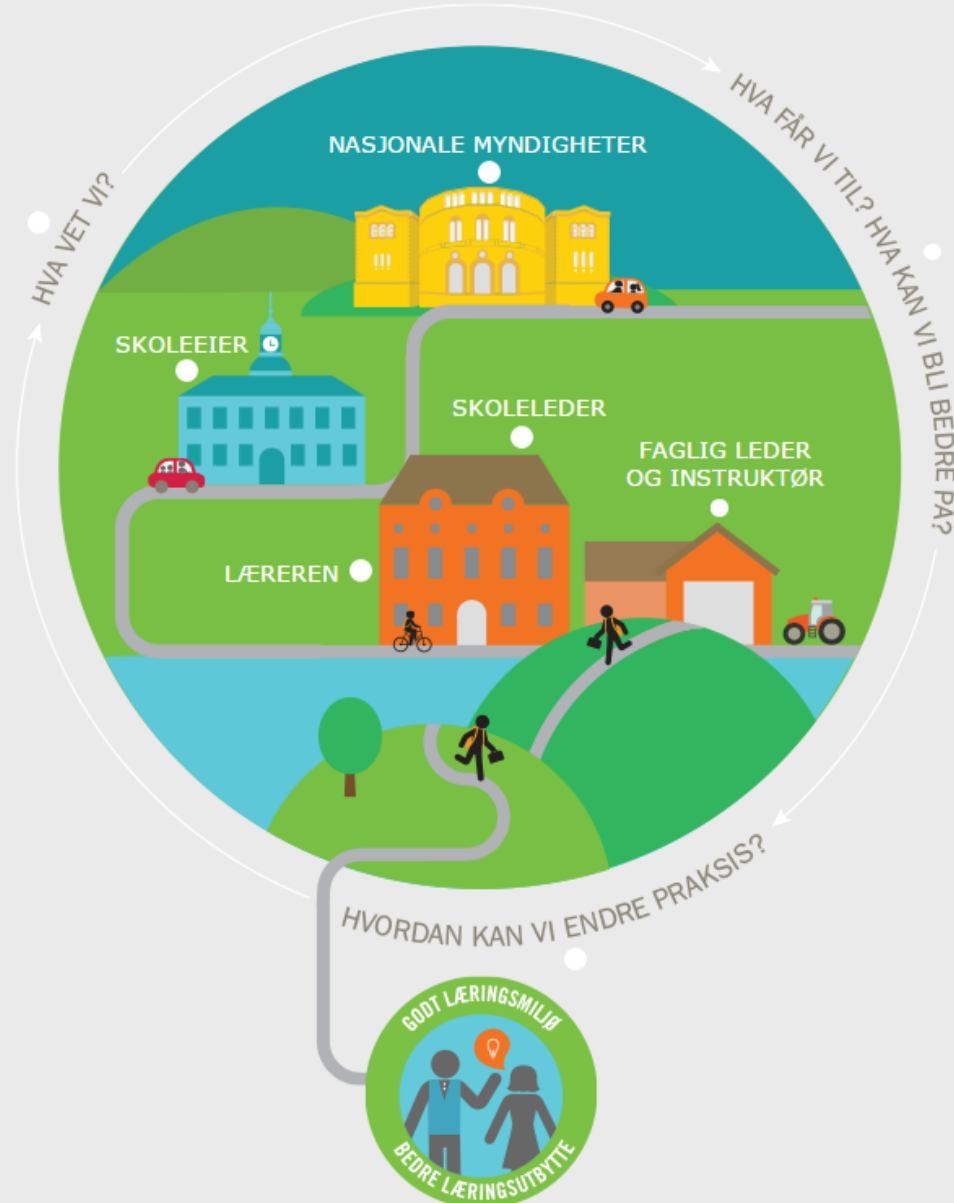 NASJONALE MYNDIGHETER
HVA VET VI?
HVA FÅR VI TIL? HVA KAN VI BLI BEDRE PÅ?
SKOLEEIER
SKOLELEDER
FAGLIG LEDER
OG INSTRUKTØR
LÆREREN
HVORDAN KAN VI ENDRE PRAKSIS?
GODT LÆRINGSMILJØ
BEDRE LÆRINGSUTBYTTE